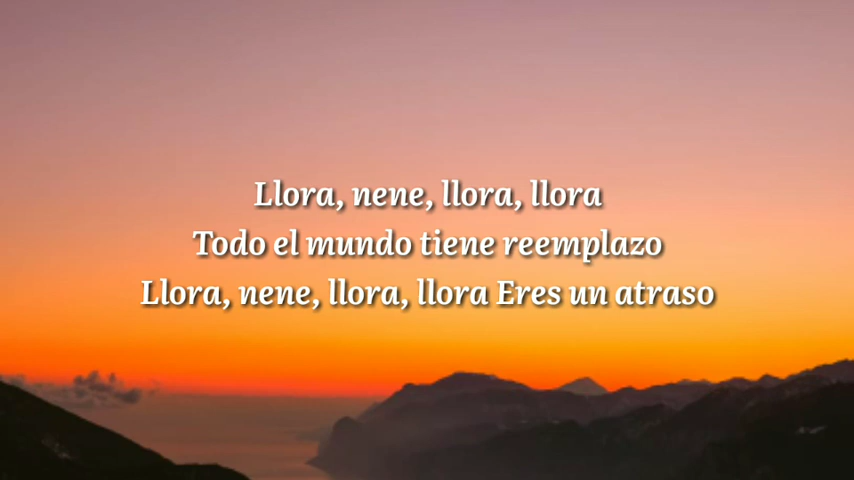 Llora, nene, llora, llora
Todo el mundo tiene reemplazo
Llora, nene, llora, llora Eres un atraso